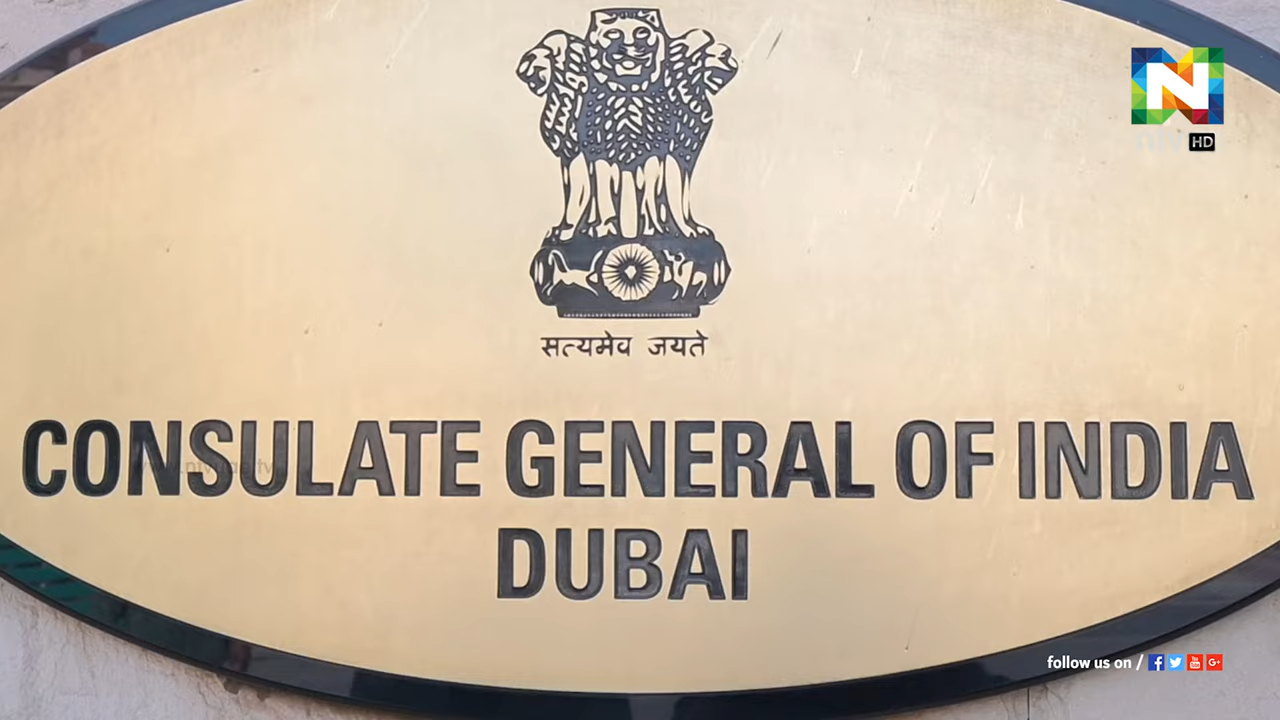 N
HD
सत्यमेव जयते
CONSULATE GENERAL OF INDIA
DUBAI
follow us on /